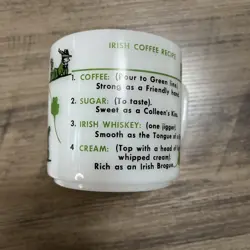 IRISH COFFEE RECIPE
1. COFFEE: (Pour to Green line)
Strong as a Friendly hand
2. SUGAR: (To taste).
Sweet as a Colleen's Kiss
3. IRISH WHISKEY: (one jigger)
Smooth as the Tongue of
4 CREAM: (Top with a head of
whipped cream).
Rich as an Irish Brogue